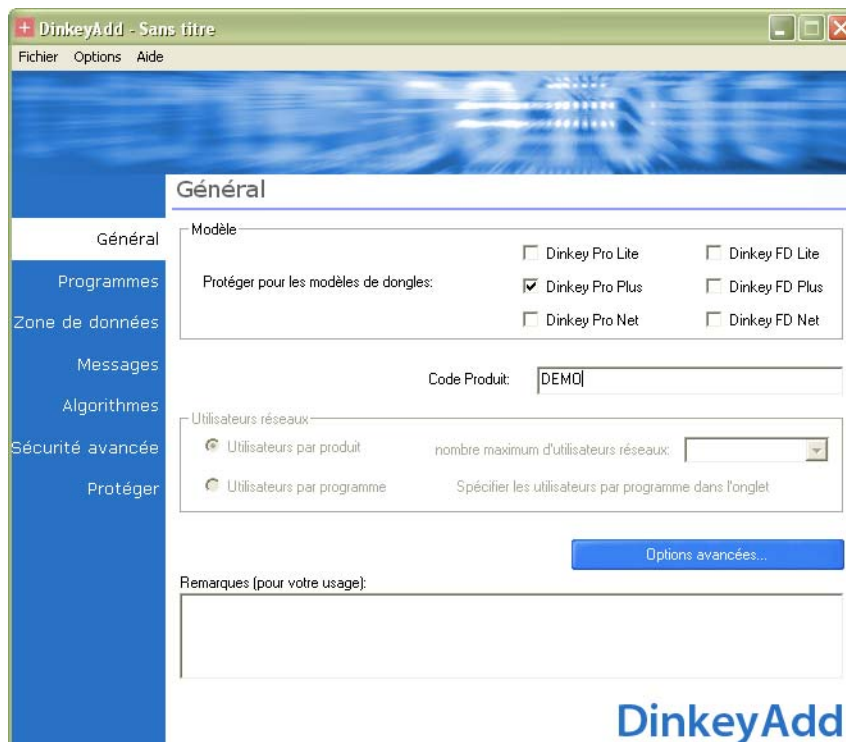 DinkeyAdd - Sans titre
Fichier Options Aide
Général
Général
Programmes
Zone de données
Messages
Algorithmes
Sécurité avancée
Protéger
Modèle
Protéger pour les modèles de dongles:
Dinkey Pro Lite
Dinkey FD Lite
Dinkey Pro Plus
Dinkey FD Plus
Dinkey Pro Net
Dinkey FD Net
Code Produit: DEMO
Utilisateurs réseaux
Utilisateurs par produit
nombre maximum d'utilisateurs réseaux:
Utilisateurs par programme
Spécifier les utilisateurs par programme dans l'onglet
Options avancées...
Remarques (pour votre usage):
DinkeyAdd